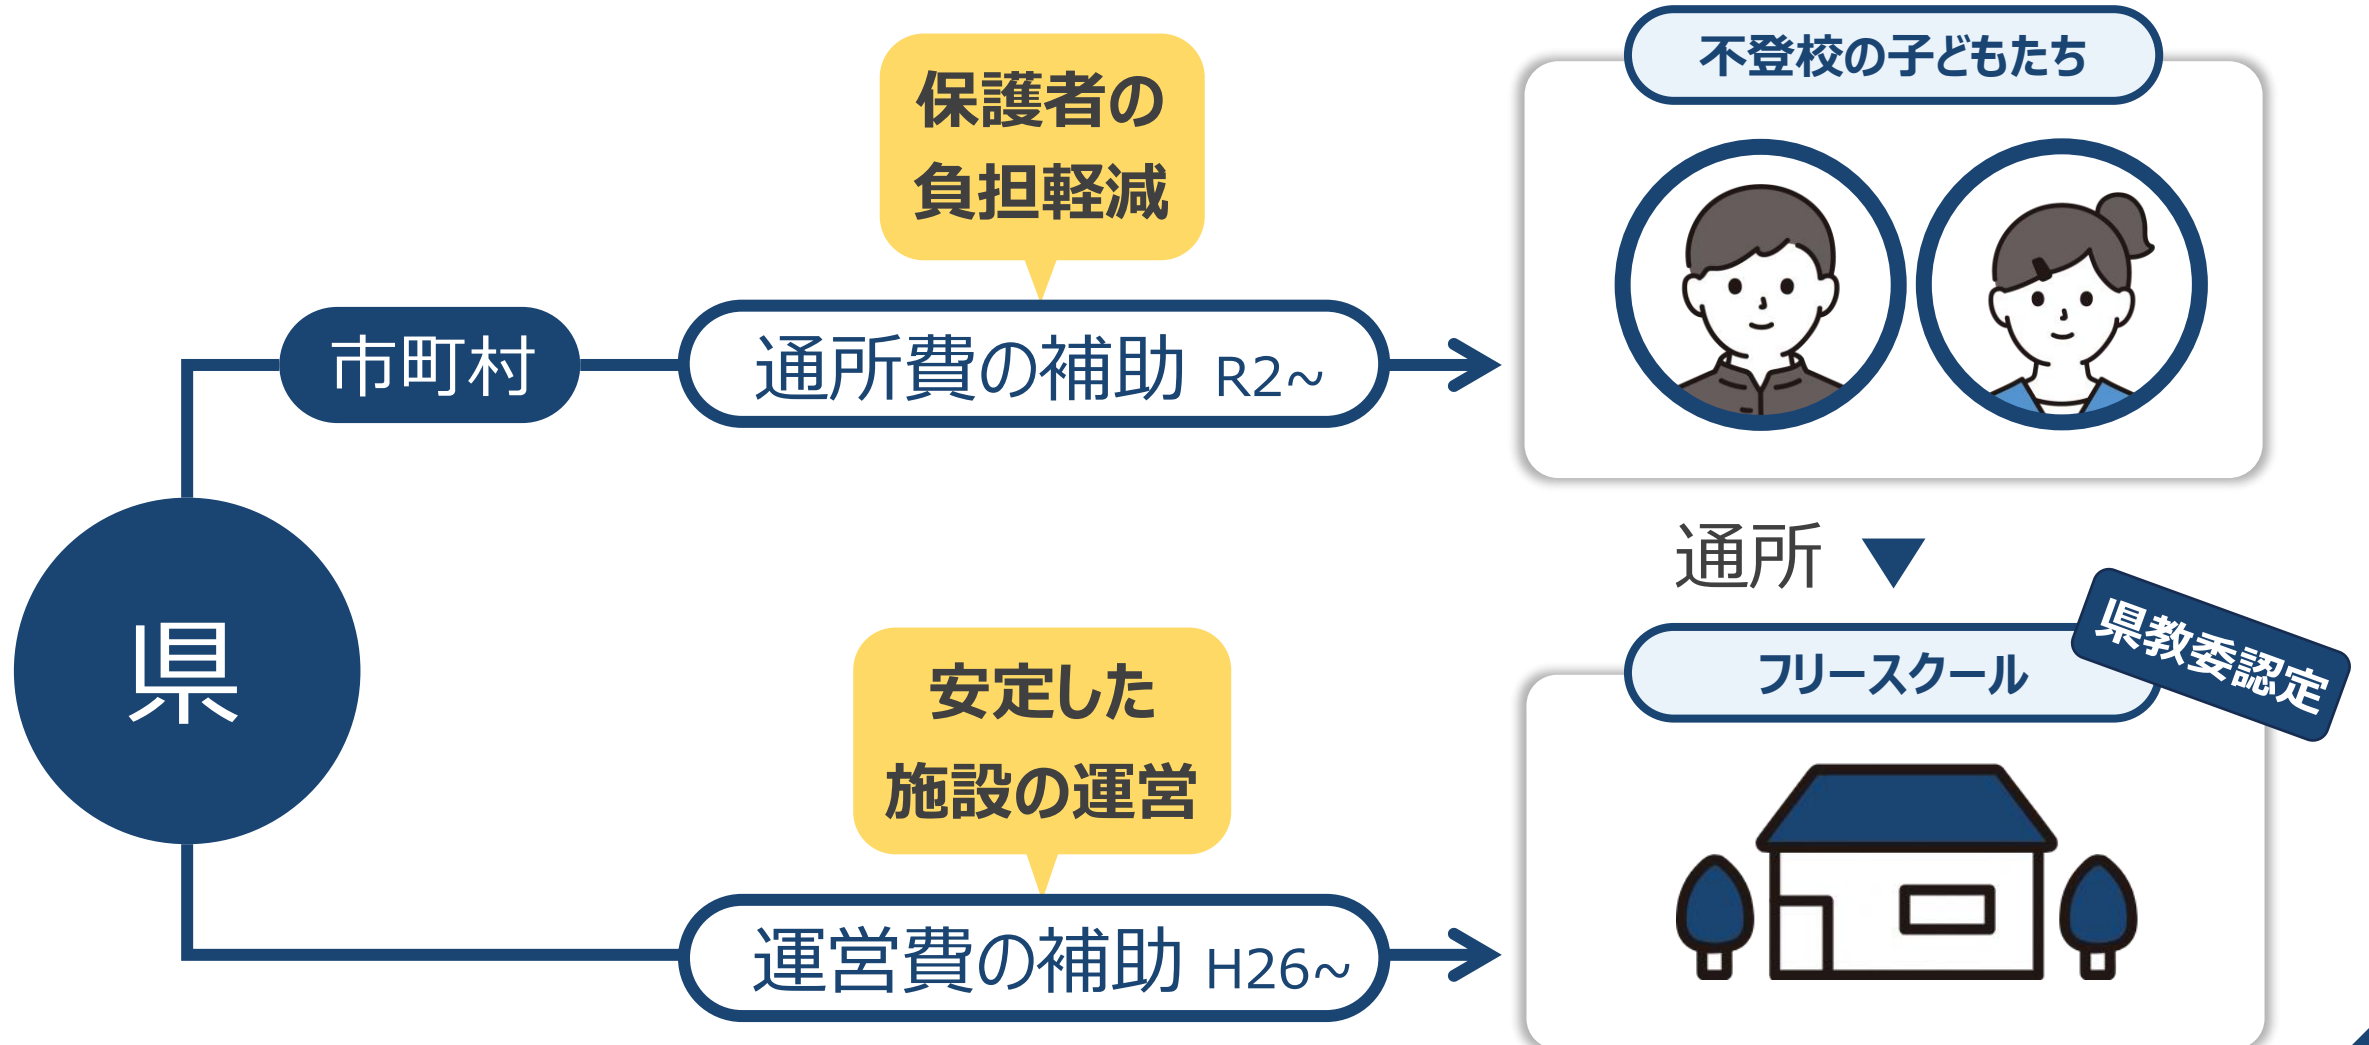 保護者の
負担軽減
市町村
通所費の補助 R2~
不登校の子どもたち
県
通所
安定した
施設の運営
運営費の補助 H26~
フリースクール
県教委認定